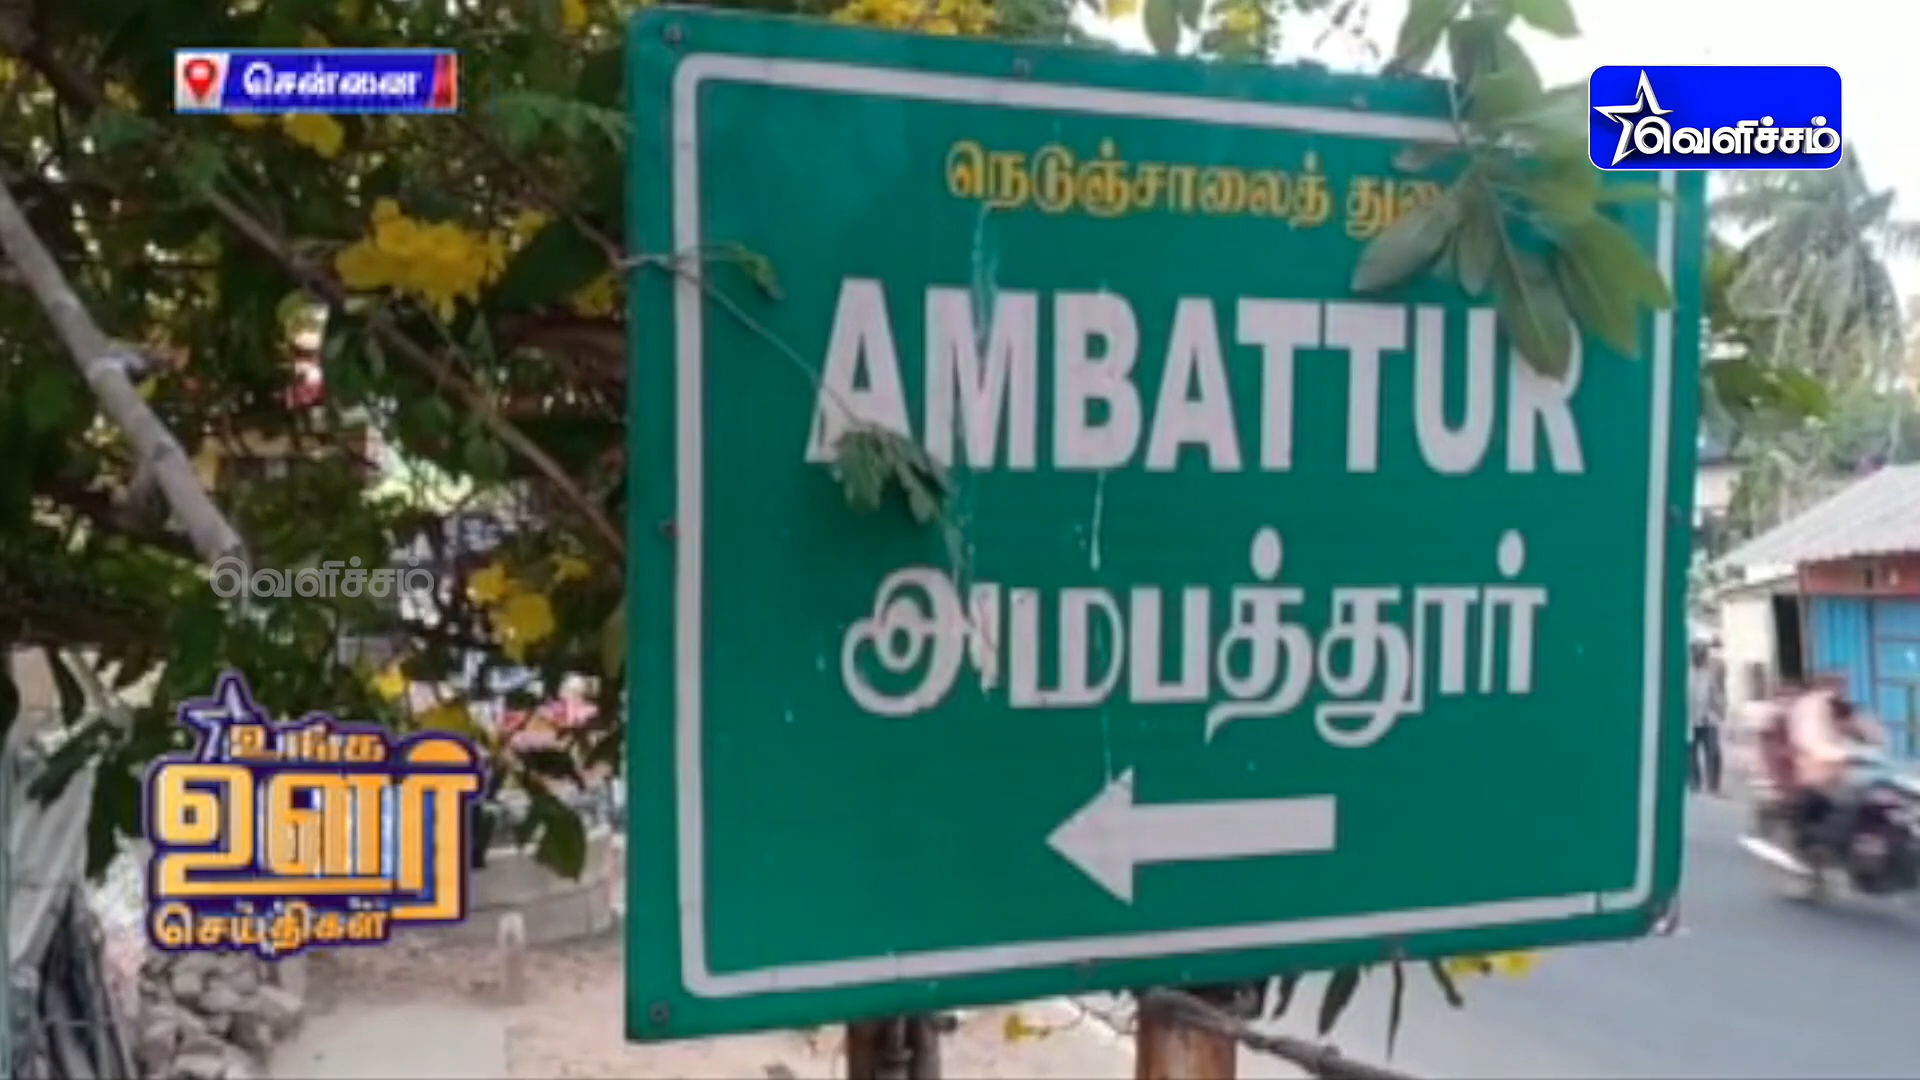 சென்னை
வெளிச்சம்
நெடுஞ்சாலைத்
AMBATTUR
அமபத்தூர்
வெளிச்சம்
உங்க
ஊர்
செய்திகள்